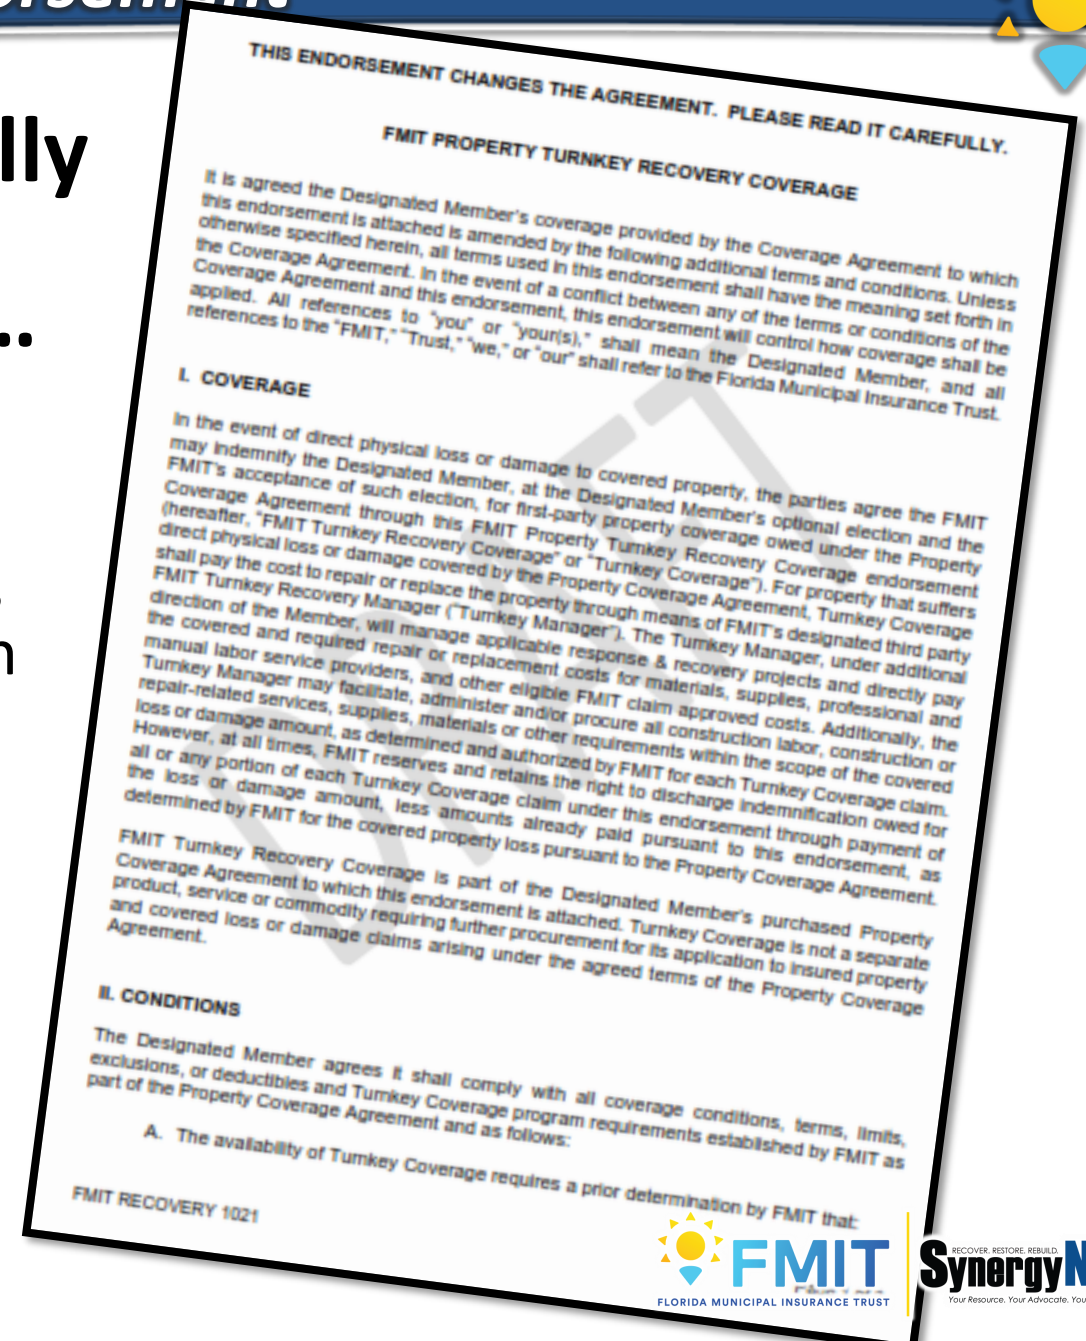 lly
..
n
THIS ENDORSEMENT CHANGES THE AGREEMENT. PLEASE READ IT CAREFULLY.
FMIT PROPERTY TURNKEY RECOVERY COVERAGE
It is agreed the Designated Member's coverage provided by the Coverage Agreement to which
this endorsement is attached is amended by the following additional terms and conditions. Unless
otherwise specified herein, all terms used in this endorsement shall have the meaning set forth in
the Coverage Agreement. In the event of a conflict between any of the terms or conditions of the
Coverage Agreement and this endorsement, this endorsement will control how coverage shall be
applied. All references to "you" or "your(s)," shall mean the Designated Member, and all
references to the "FMIT," "Trust," "we," or "our" shall refer to the Florida Municipal Insurance Trust.
I. COVERAGE
In the event of direct physical loss or damage to covered property, the parties agree the FMIT
may indemnify the Designated Member, at the Designated Member's optional election and the
FMIT's acceptance of such election, for first-party property coverage owed under the Property
Coverage Agreement through this FMIT Property Turnkey Recovery Coverage endorsement
(hereafter, "FMIT Turnkey Recovery Coverage" or "Turnkey Coverage"). For property that suffers
direct physical loss or damage covered by the Property Coverage Agreement, Turnkey Coverage
shall pay the cost to repair or replace the property through means of FMIT's designated third party
FMIT Turnkey Recovery Manager ("Turnkey Manager"). The Turnkey Manager, under additional
direction of the Member, will manage applicable response & recovery projects and directly pay
the covered and required repair or replacement costs for materials, supplies, professional and
manual labor service providers, and other eligible FMIT claim approved costs. Additionally, the
Turnkey Manager may facilitate, administer and/or procure all construction labor, construction or
repair-related services, supplies, materials or other requirements within the scope of the covered
loss or damage amount, as determined and authorized by FMIT for each Turnkey Coverage claim.
However, at all times, FMIT reserves and retains the right to discharge indemnification owed for
all or any portion of each Turnkey Coverage claim under this endorsement through payment of
the loss or damage amount, less amounts already paid pursuant to this endorsement, as
determined by FMIT for the covered property loss pursuant to the Property Coverage Agreement.
FMIT Turnkey Recovery Coverage is part of the Designated Member's purchased Property
Coverage Agreement to which this endorsement is attached. Turnkey Coverage is not a separate
product, service or commodity requiring further procurement for its application to insured property
and covered loss or damage claims arising under the agreed terms of the Property Coverage
Agreement.
II. CONDITIONS
The Designated Member agrees it shall comply with all coverage conditions, terms, limits,
exclusions, or deductibles and Turnkey Coverage program requirements established by FMIT as
part of the Property Coverage Agreement and as follows:
A. The availability of Turnkey Coverage requires a prior determination by FMIT that:
FMIT RECOVERY 1021
DRAFT
FMIT
FLORIDA MUNICIPAL INSURANCE TRUST
RECOVER. RESTORE. REBUILD.
SynergyN
Your Resource. Your Advocate. You